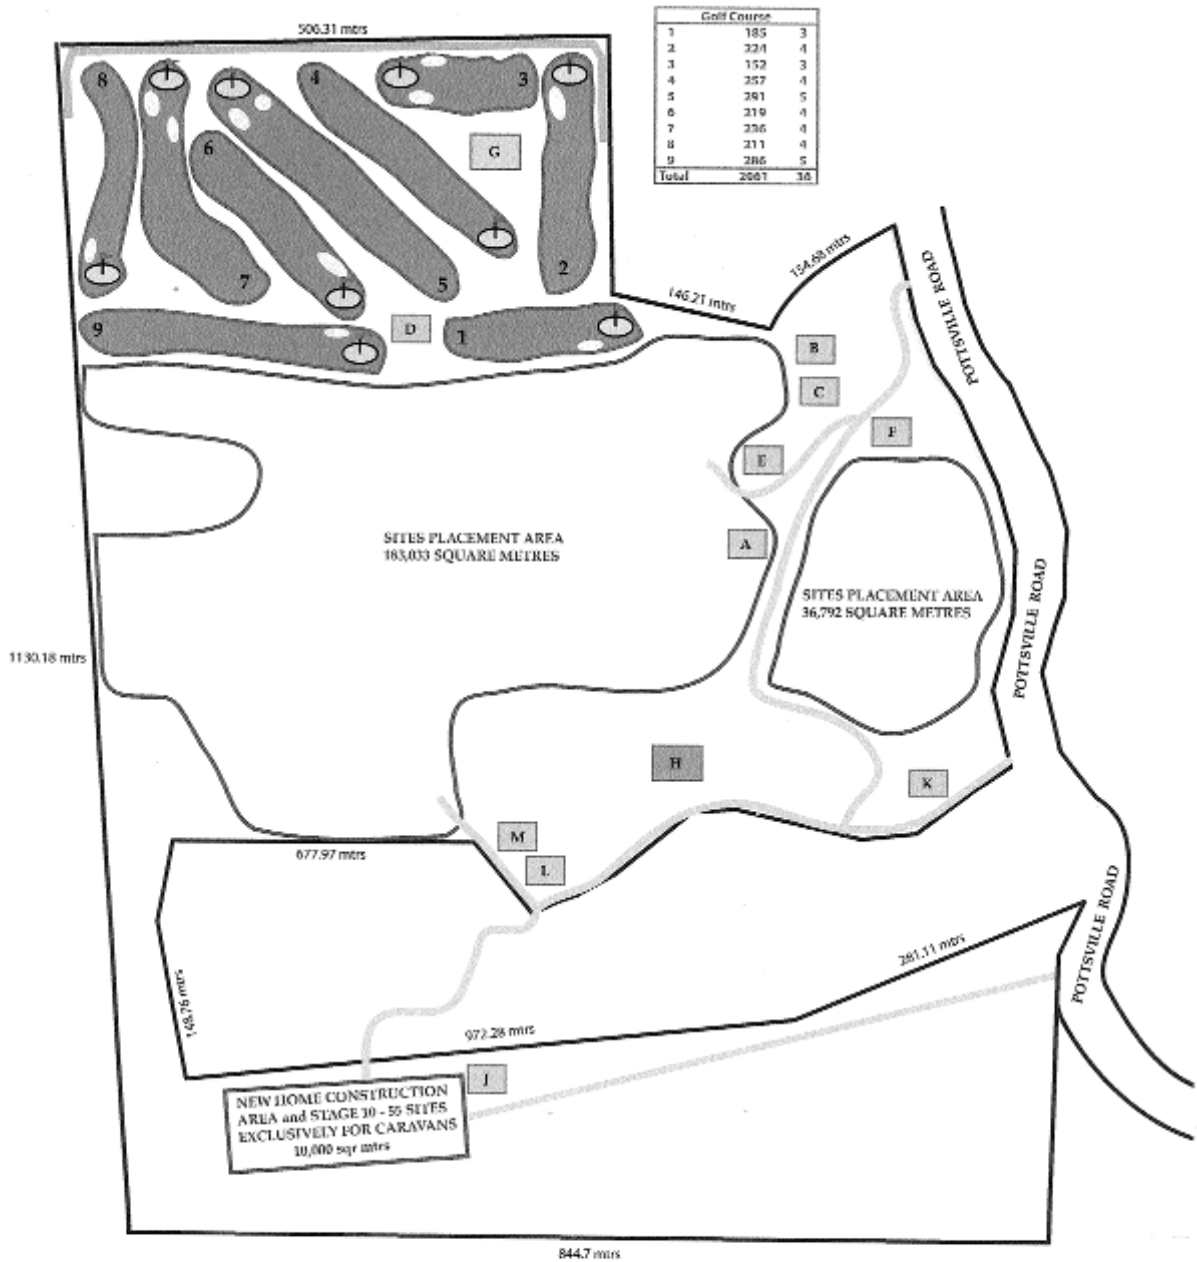 506.31 mtrs
Golf Course
1 185 3
2 224 4
3 152 3
4 257 4
5 291 5
6 219 4
7 236 4
8 211 4
9 286 5
Total 2061 36
8
4
3
6
G
7
5
2
9
D
1
146.21 mtrs
154.68 mtrs
POTTSVILLE ROAD
B
C
F
E
A
SITES PLACEMENT AREA
183,033 SQUARE METRES
SITES PLACEMENT AREA
36,792 SQUARE METRES
POTTSVILLE ROAD
1130.18 mtrs
H
K
M
L
677.97 mtrs
POTTSVILLE ROAD
281.11 mtrs
148.76 mtrs
972.28 mtrs
NEW HOME CONSTRUCTION
AREA and STAGE 10 - 55 SITES
EXCLUSIVELY FOR CARAVANS
10,000 sqr mtrs
844.7 mtrs